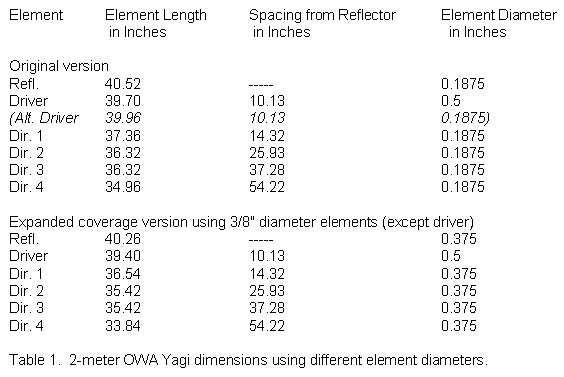 Element Element Length Spacing from Reflector Element Diameter
in Inches in Inches in Inches
Original version
Refl. 40.52 ----- 0.1875
Driver 39.70 10.13 0.5
(Alt. Driver 39.96 10.13 0.1875)
Dir. 1 37.36 14.32 0.1875
Dir. 2 36.32 25.93 0.1875
Dir. 3 36.32 37.28 0.1875
Dir. 4 34.96 54.22 0.1875
Expanded coverage version using 3/8" diameter elements (except driver)
Refl. 40.26 ----- 0.375
Driver 39.40 10.13 0.5
Dir. 1 36.54 14.32 0.375
Dir. 2 35.42 25.93 0.375
Dir. 3 35.42 37.28 0.375
Dir. 4 33.84 54.22 0.375
Table 1. 2-meter OWA Yagi dimensions using different element diameters.